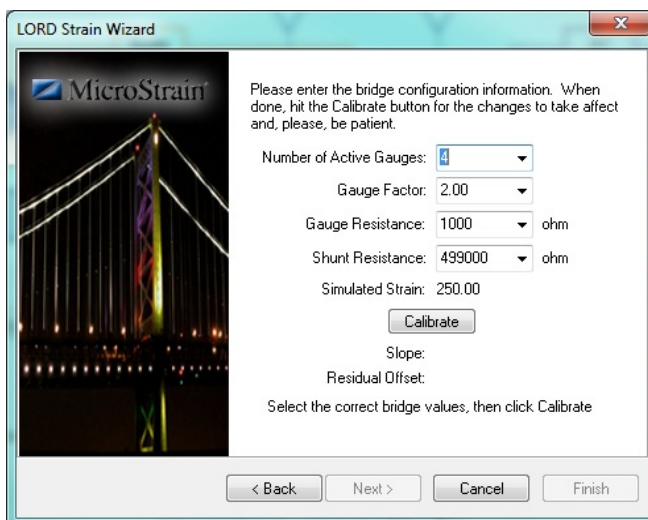 LORD Strain Wizard
x
MicroStrain
Please enter the bridge configuration information. When
done, hit the Calibrate button for the changes to take affect
and, please, be patient.
Number of Active Gauges: 4
Gauge Factor: 2.00
Gauge Resistance: 1000 ohm
Shunt Resistance: 499000 ohm
Simulated Strain: 250.00
Calibrate
Slope:
Residual Offset:
Select the correct bridge values, then click Calibrate
< Back Next > Cancel Finish